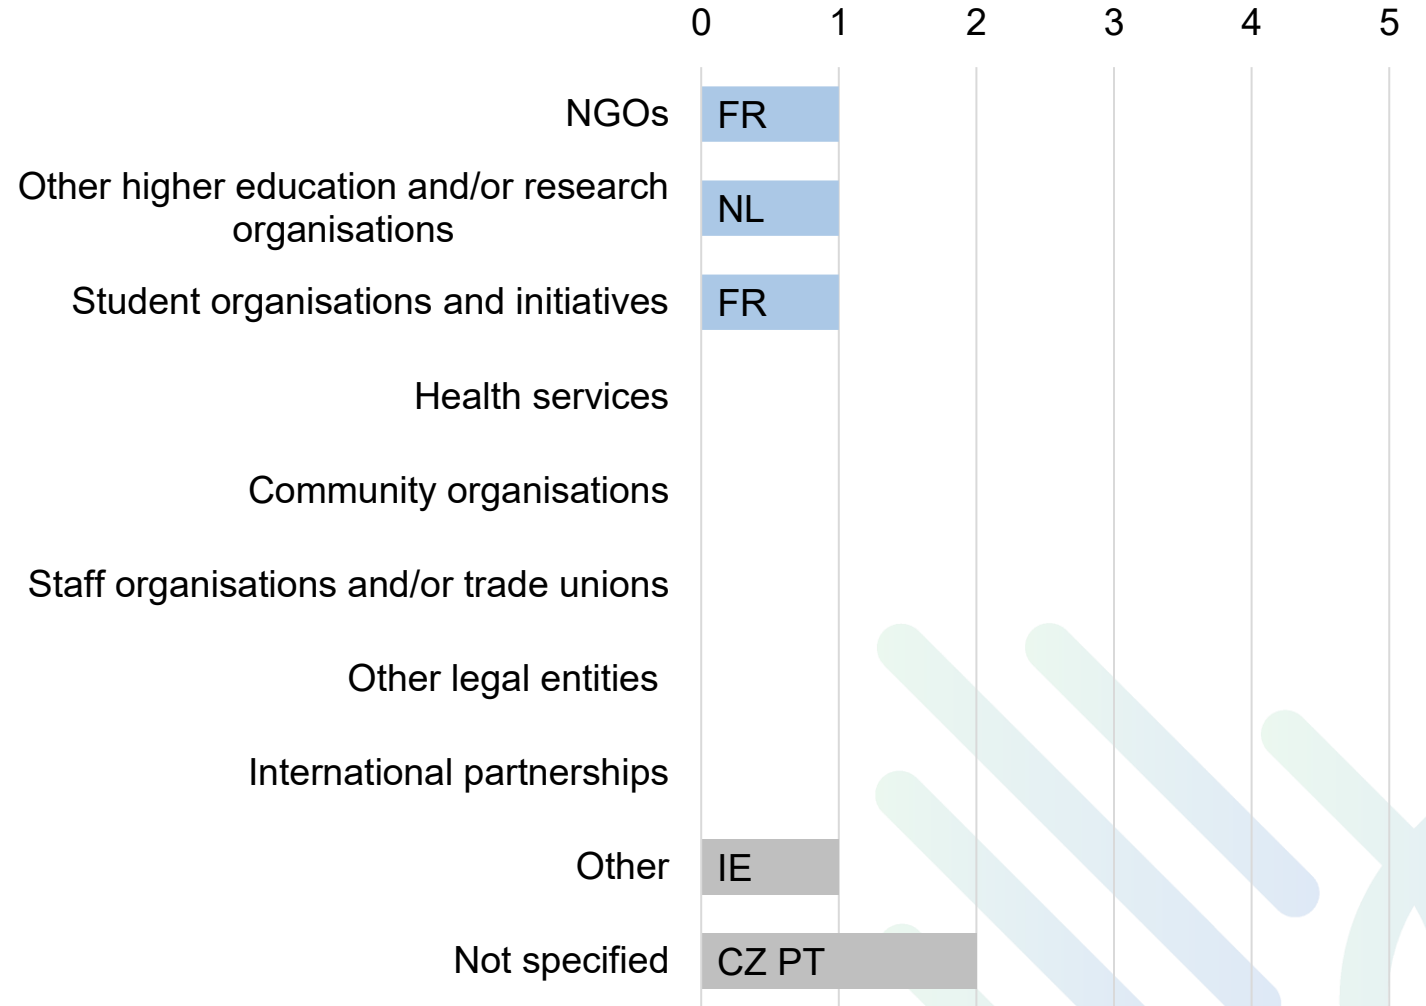 0 1 2 3 4 5
NGOs FR
Other higher education and/or research
organisations NL
Student organisations and initiatives FR
Health services
Community organisations
Staff organisations and/or trade unions
Other legal entities
International partnerships
Other IE
Not specified CZ PT